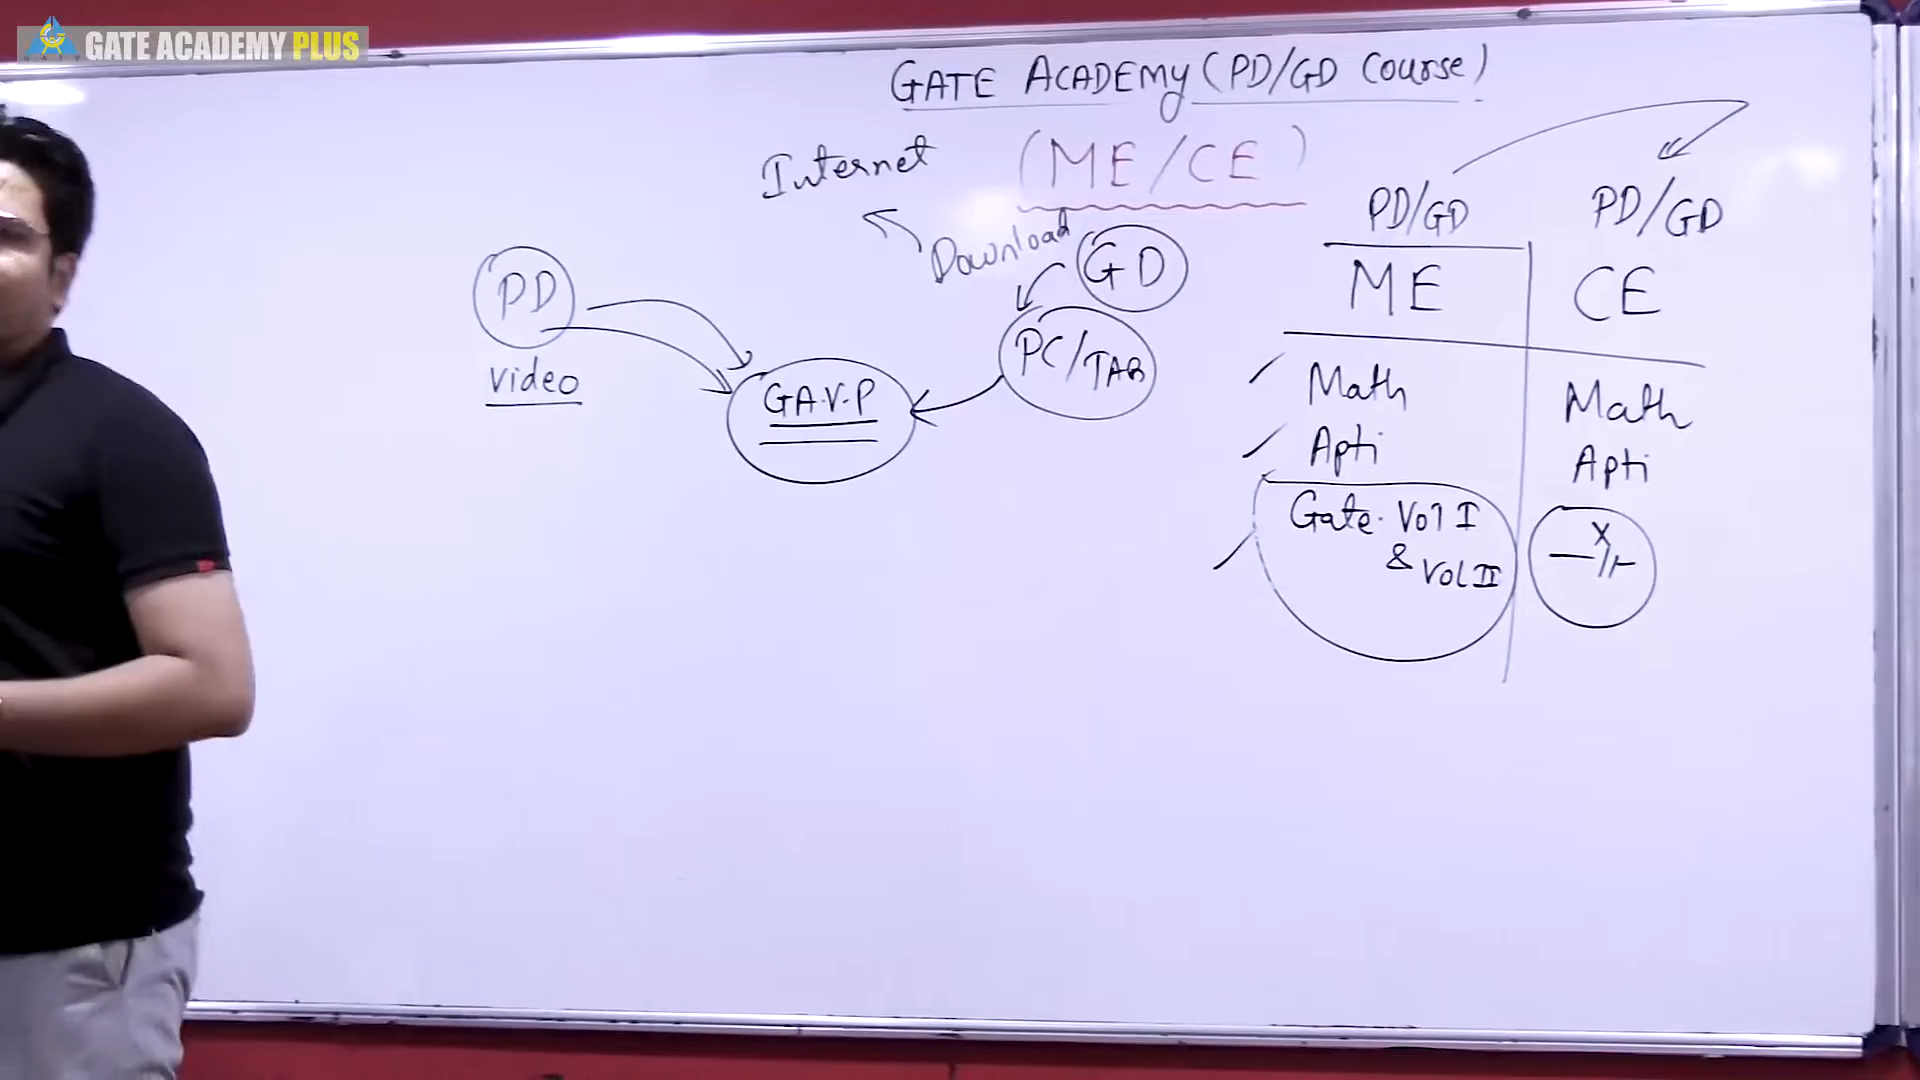 GATE ACADEMY PLUS
GATE ACADEMY (PD/GD Course)
Internet
(ME/CE)
Download
GD
PD
video
PC/TAB
GA.V.P
PD/GD
PD/GD
ME
CE
Math
Math
Apti
Apti
Gate. Vol I
& Vol II
X